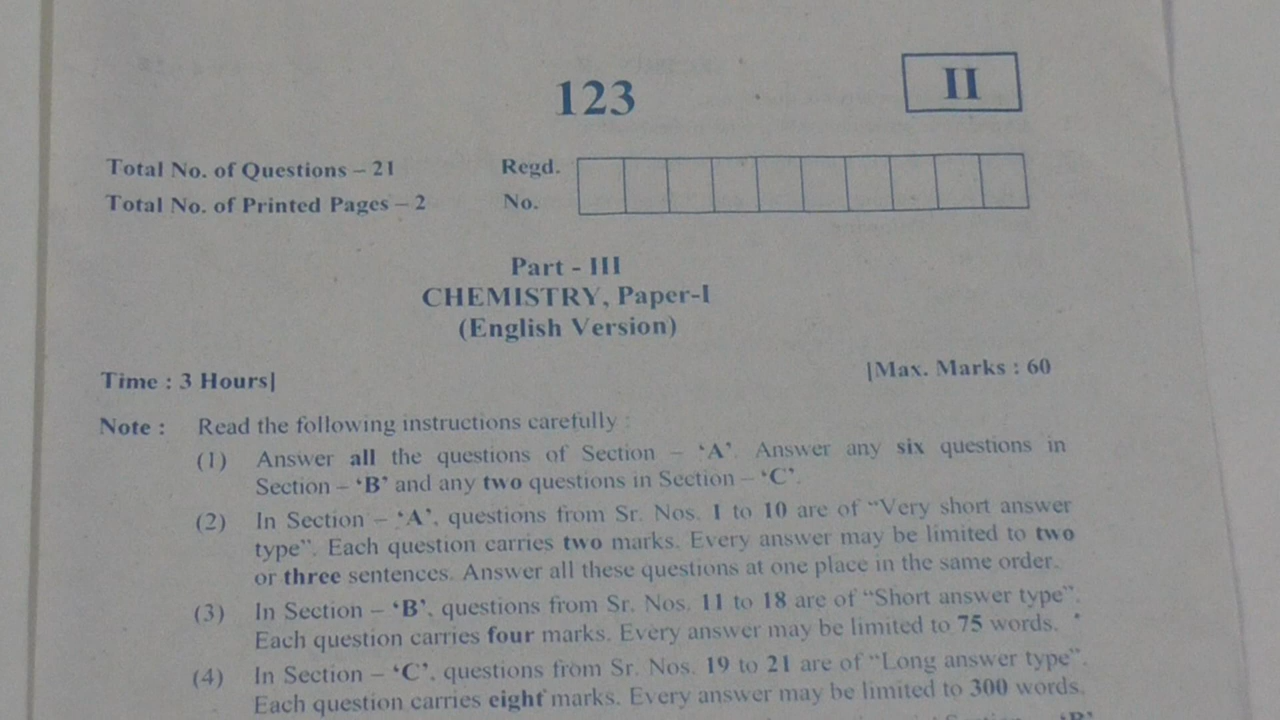 123
II
Total No. of Questions – 21
Regd.
Total No. of Printed Pages – 2
No.
Part - III
CHEMISTRY, Paper-I
(English Version)
Time : 3 Hours]
[Max. Marks : 60
Note : Read the following instructions carefully :
(1) Answer all the questions of Section – ‘A’. Answer any six questions in
Section – ‘B’ and any two questions in Section – ‘C’.
(2) In Section – ‘A’, questions from Sr. Nos. 1 to 10 are of “Very short answer
type”. Each question carries two marks. Every answer may be limited to two
or three sentences. Answer all these questions at one place in the same order.
(3) In Section – ‘B’, questions from Sr. Nos. 11 to 18 are of “Short answer type”.
Each question carries four marks. Every answer may be limited to 75 words.
(4) In Section – ‘C’, questions from Sr. Nos. 19 to 21 are of “Long answer type”.
Each question carries eight marks. Every answer may be limited to 300 words.